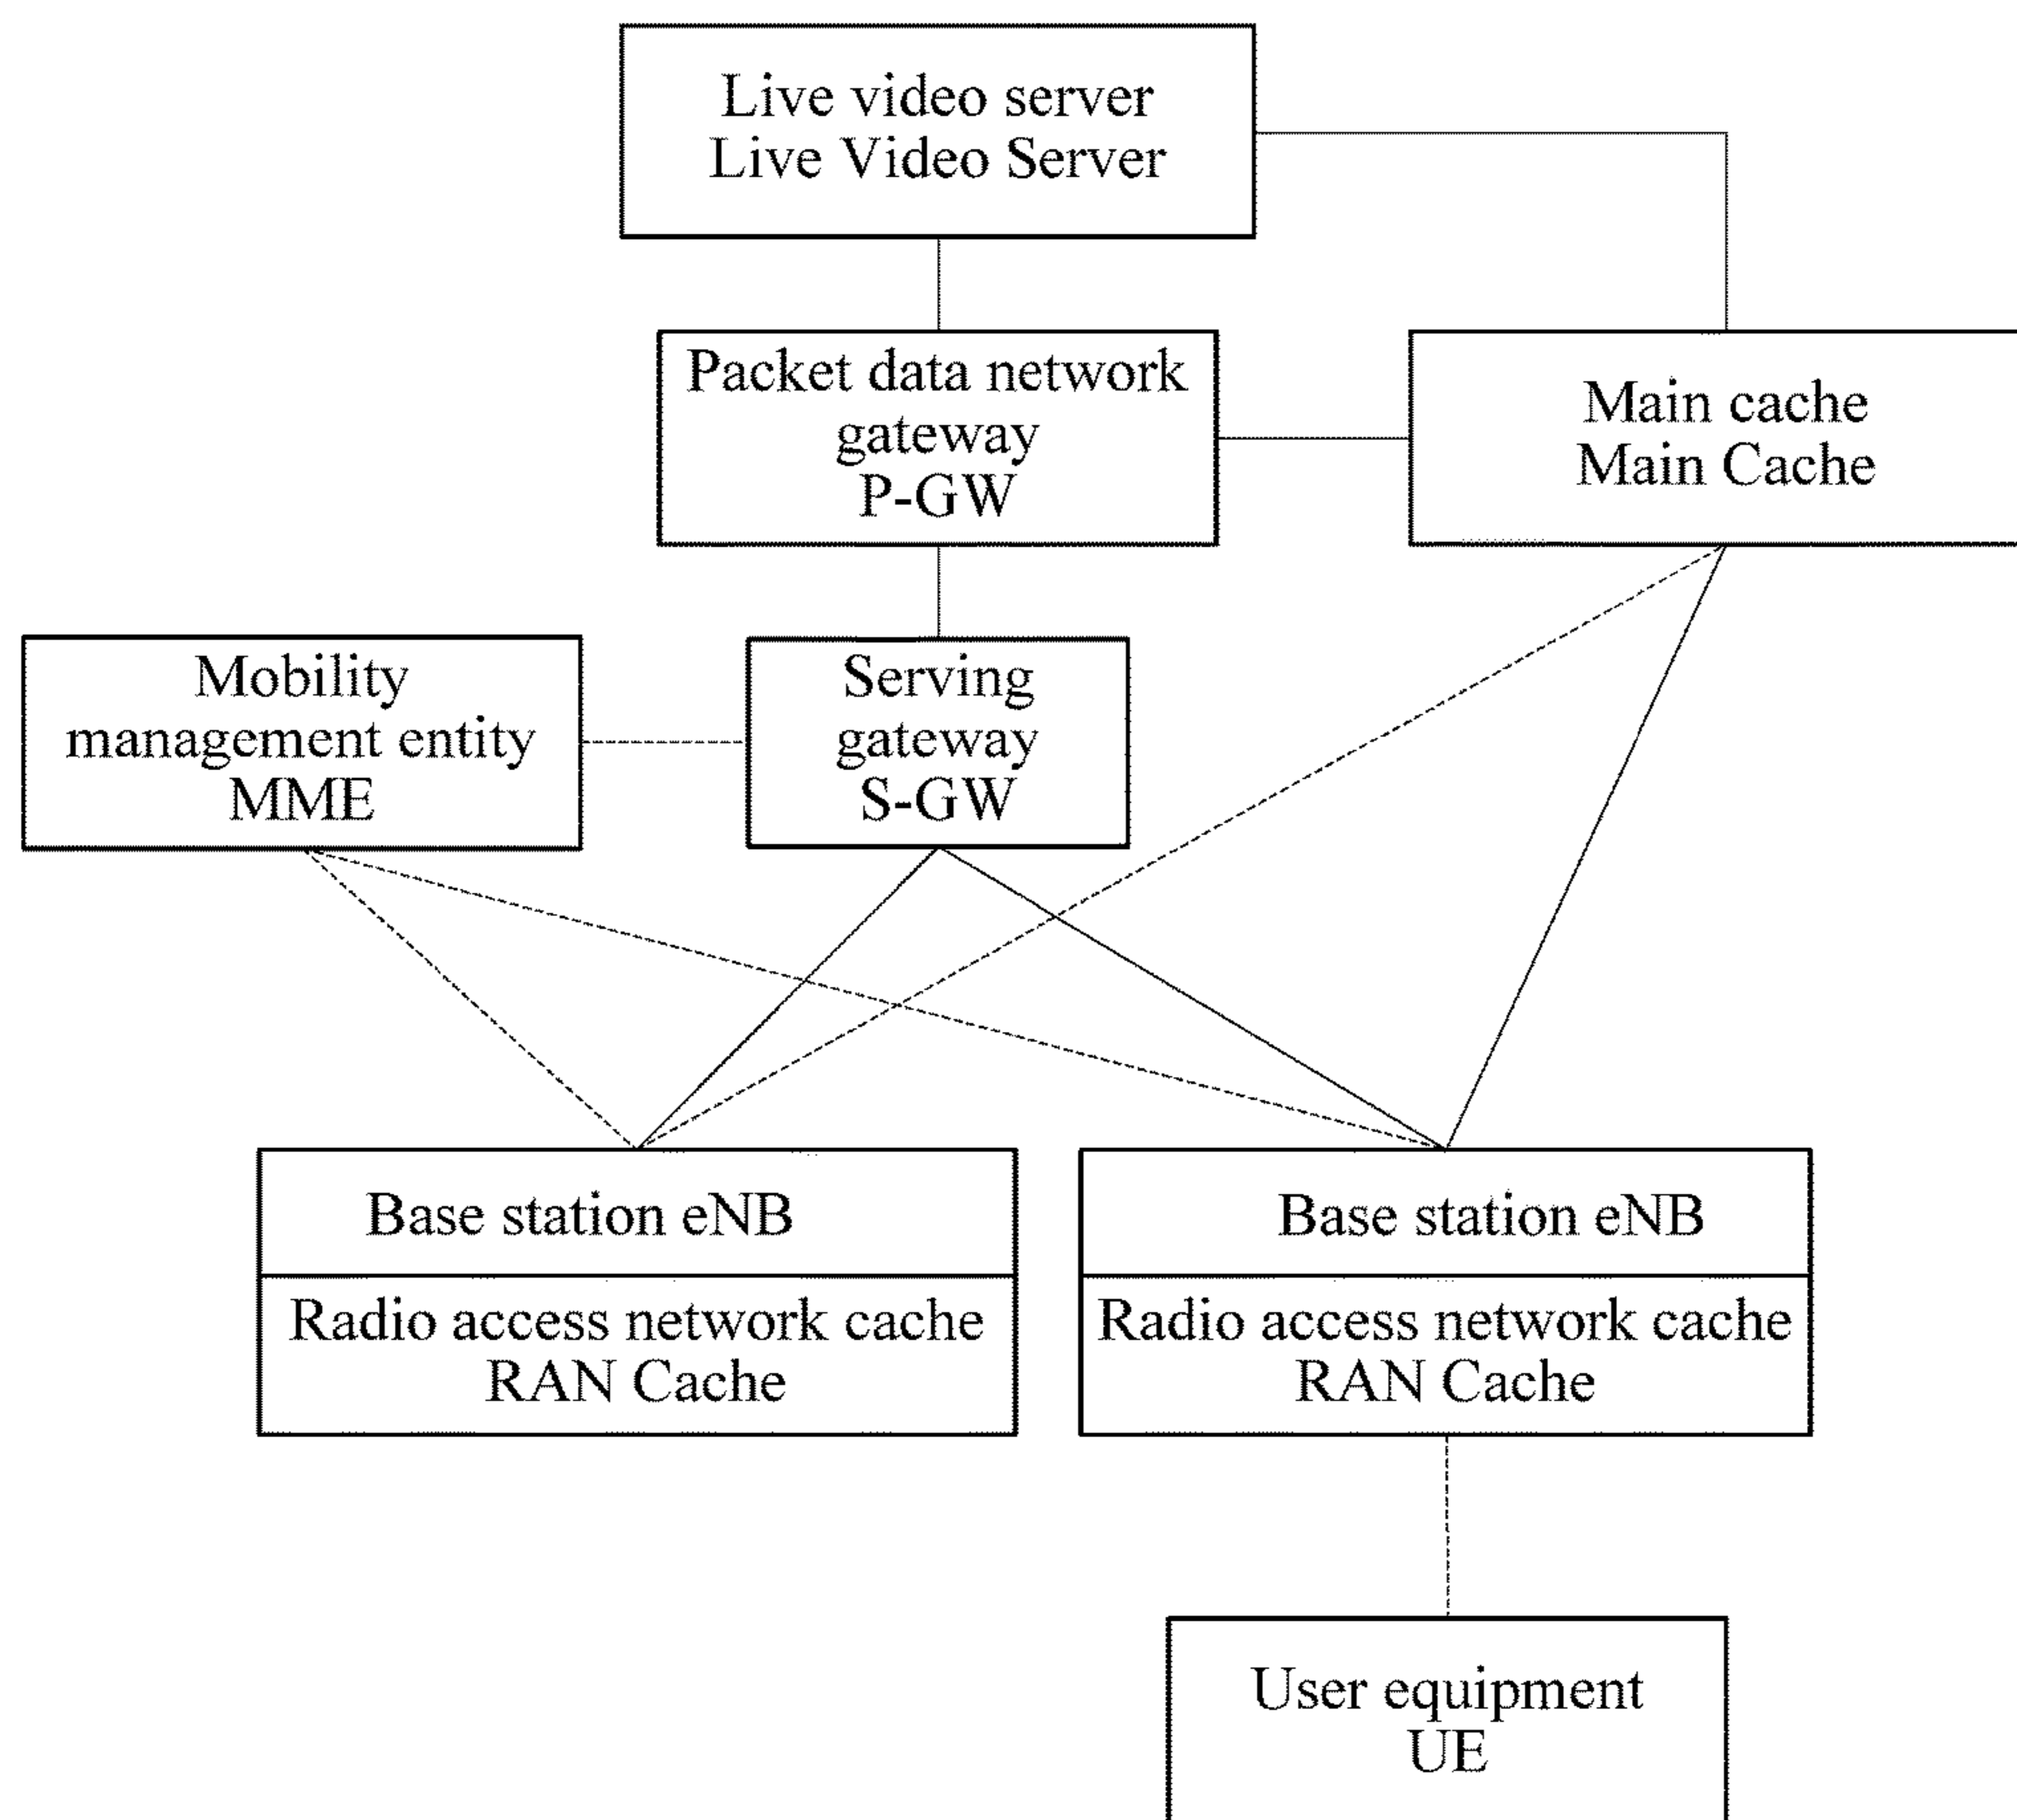 Live video server
Live Video Server
Packet data network
gateway
P-GW
Main cache
Main Cache
Mobility
management entity
MME
Serving
gateway
S-GW
Base station eNB
Radio access network cache
RAN Cache
Base station eNB
Radio access network cache
RAN Cache
User equipment
UE